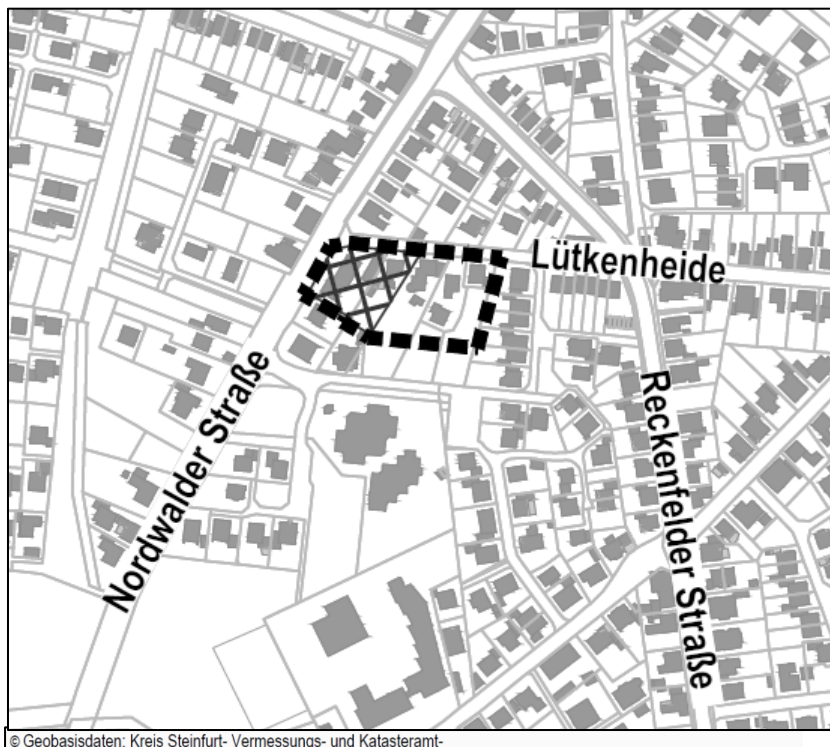 Lütkenheide
Nordwalder Straße
Reckenfelder Straße
© Geobasisdaten: Kreis Steinfurt- Vermessungs- und Katasteramt-